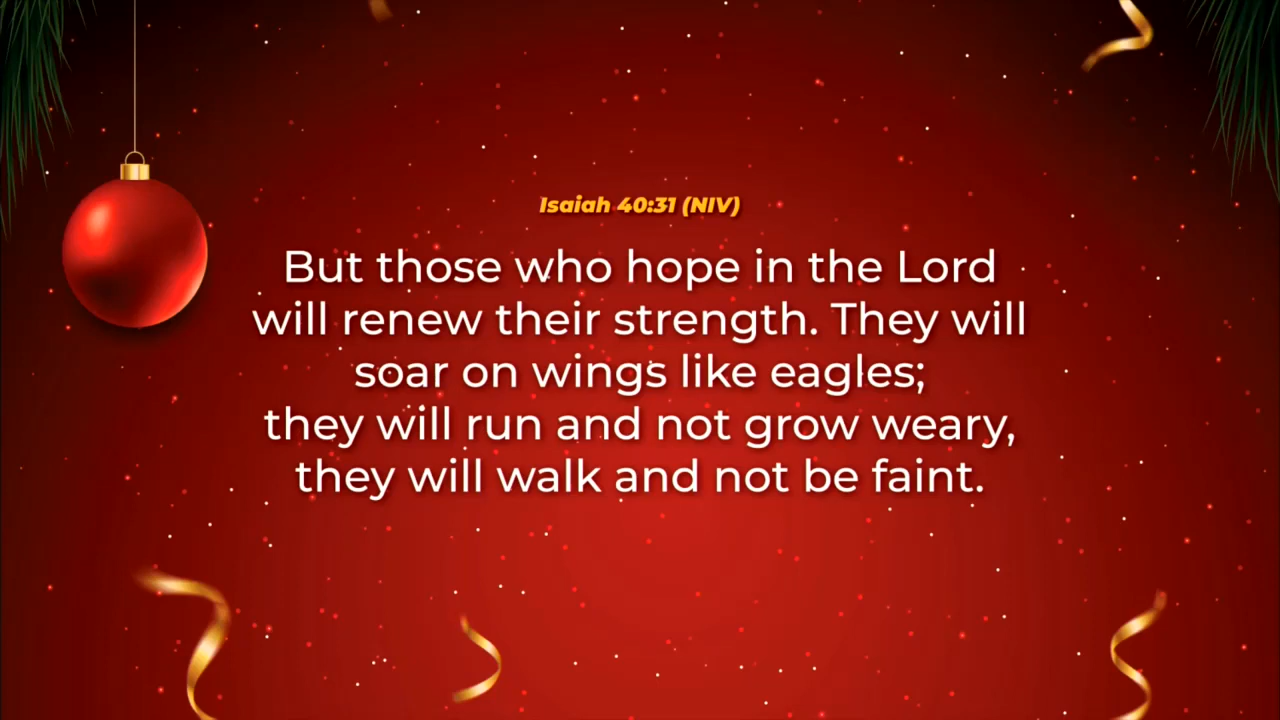 Isaiah 40:31 (NIV)
But those who hope in the Lord
will renew their strength. They will
soar on wings like eagles;
they will run and not grow weary,
they will walk and not be faint.